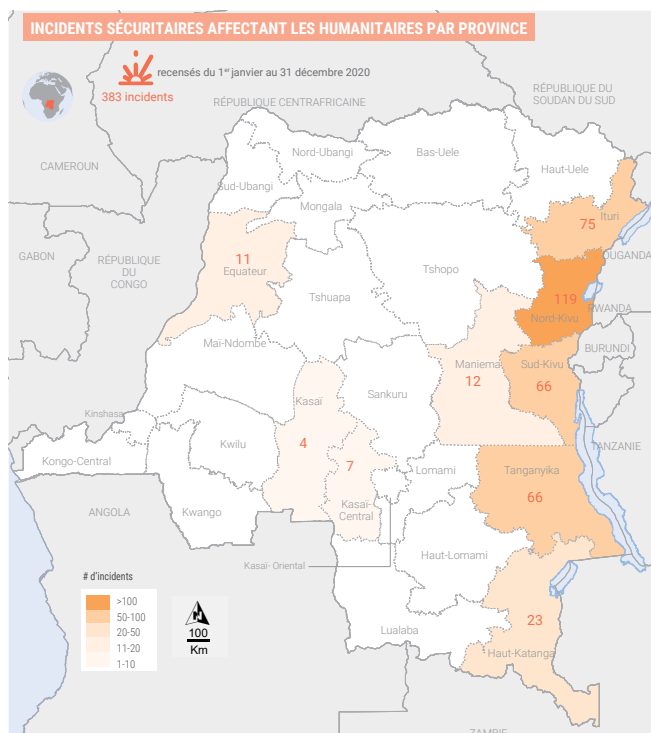 INCIDENTS SÉCURITAIRES AFFECTANT LES HUMANITAIRES PAR PROVINCE
recensés du 1er janvier au 31 décembre 2020
383 incidents
RÉPUBLIQUE CENTRAFRICAINE
RÉPUBLIQUE DU
SOUDAN DU SUD
CAMEROUN
Nord-Ubangi
Bas-Uele
Haut-Uele
Sud-Ubangi
Mongala
Ituri
75
GABON
RÉPUBLIQUE
DU
CONGO
11
Equateur
Tshopo
OUGANDA
Tshuapa
119
Nord-Kivu
RWANDA
Maï-Ndombe
Maniema
12
Sud-Kivu
66
BURUNDI
Kasaï
4
Sankuru
Kinshasa
Kwilu
7
Kongo-Central
Lomami
TANZANIE
Tanganyika
66
ANGOLA
Kwango
Kasaï-
Central
Kasaï- Oriental
Haut-Lomami
# d'incidents
>100
50-100
20-50
11-20
1-10
100
Km
Lualaba
23
Haut-Katanga
ZAMBIE